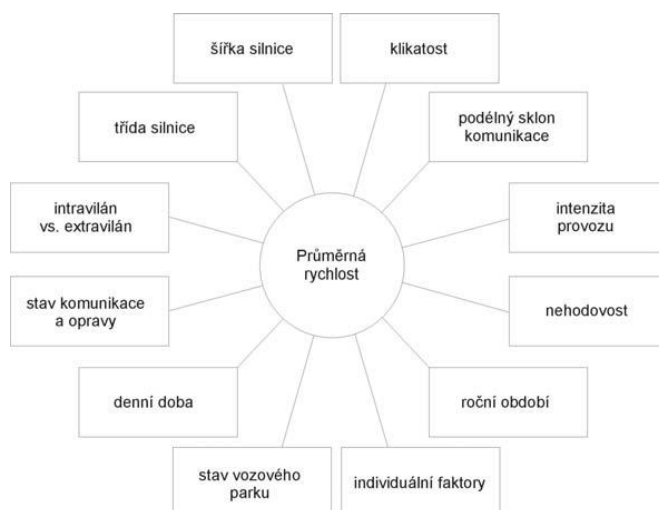 šířka silnice
klikatost
třída silnice
podélný sklon
komunikace
intravilán
vs. extravilán
intenzita
provozu
Průměrná
rychlost
stav komunikace
a opravy
nehodovost
denní doba
roční období
stav vozového
parku
individuální faktory